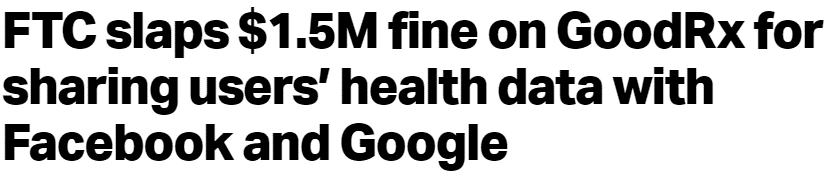 FTC slaps $1.5M fine on GoodRx for
sharing users’ health data with
Facebook and Google